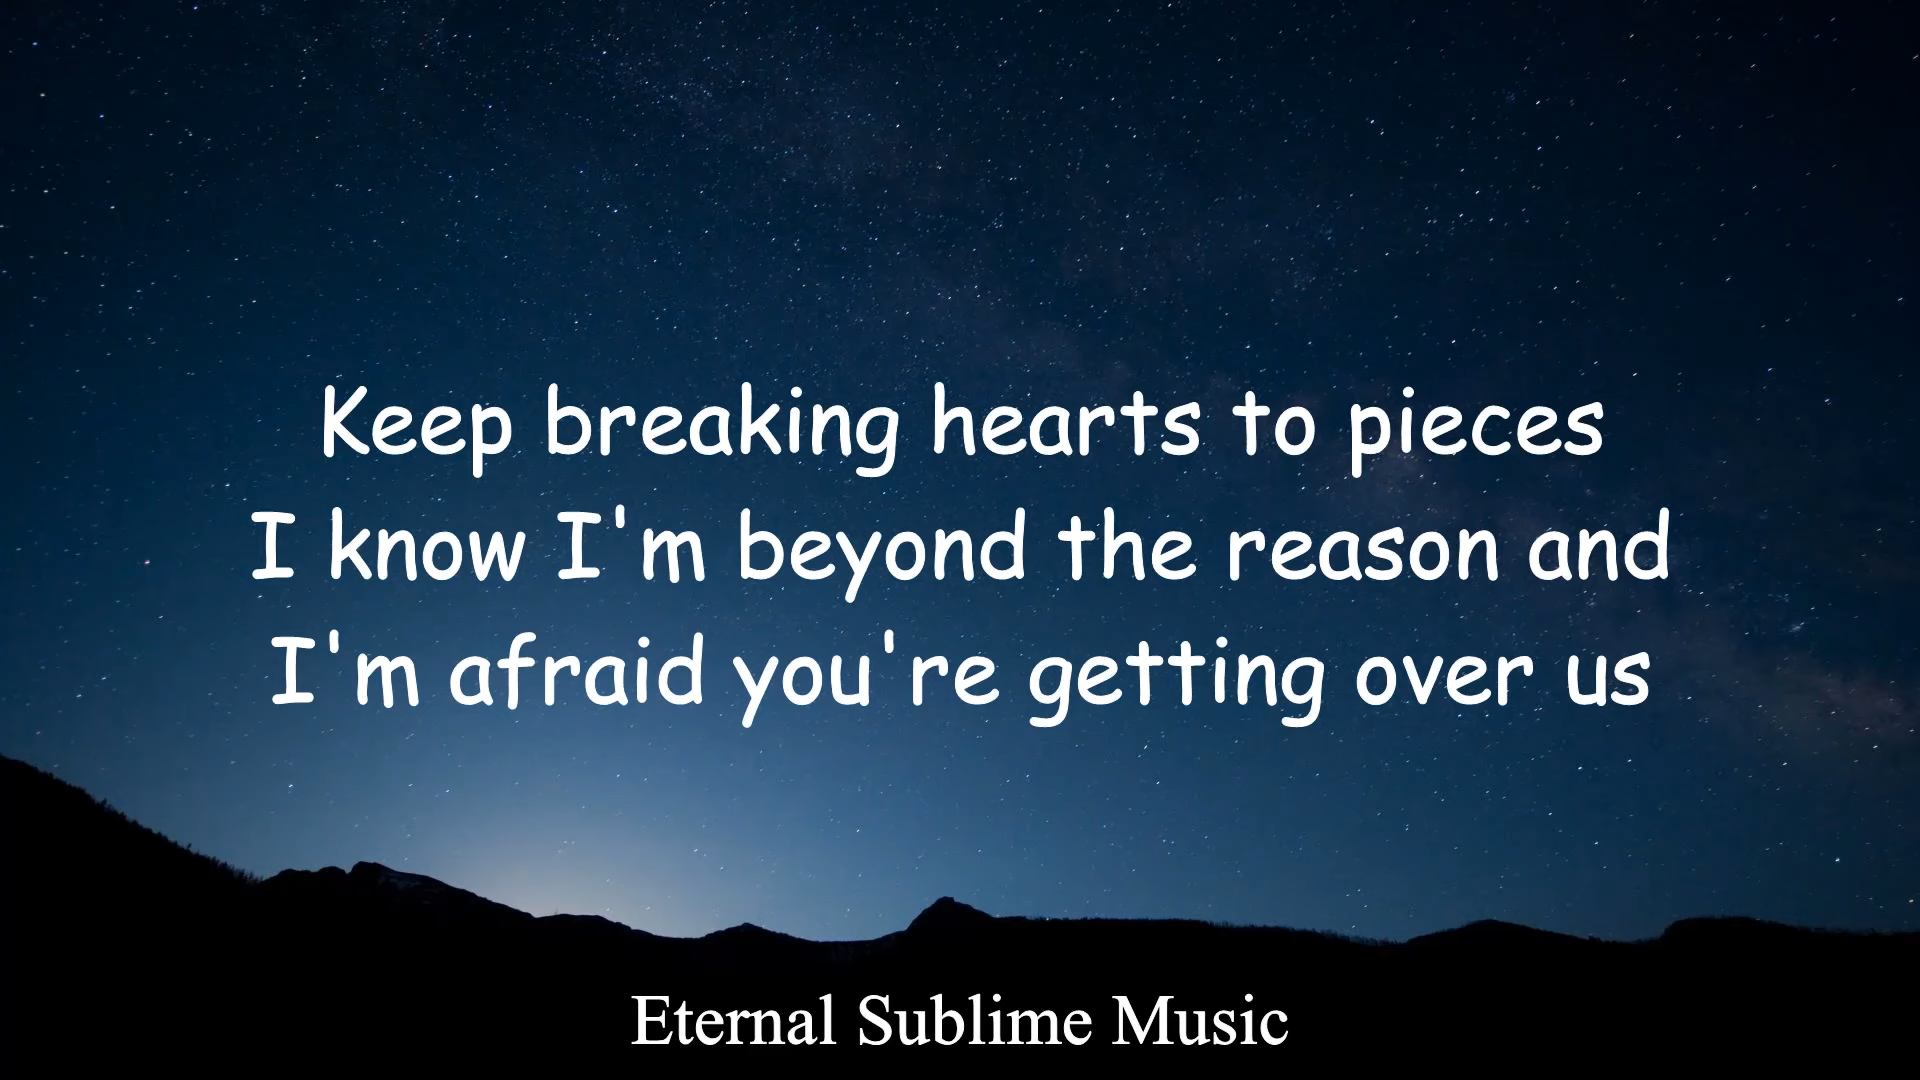 Keep breaking hearts to pieces
I know I'm beyond the reason and
I'm afraid you're getting over us
Eternal Sublime Music